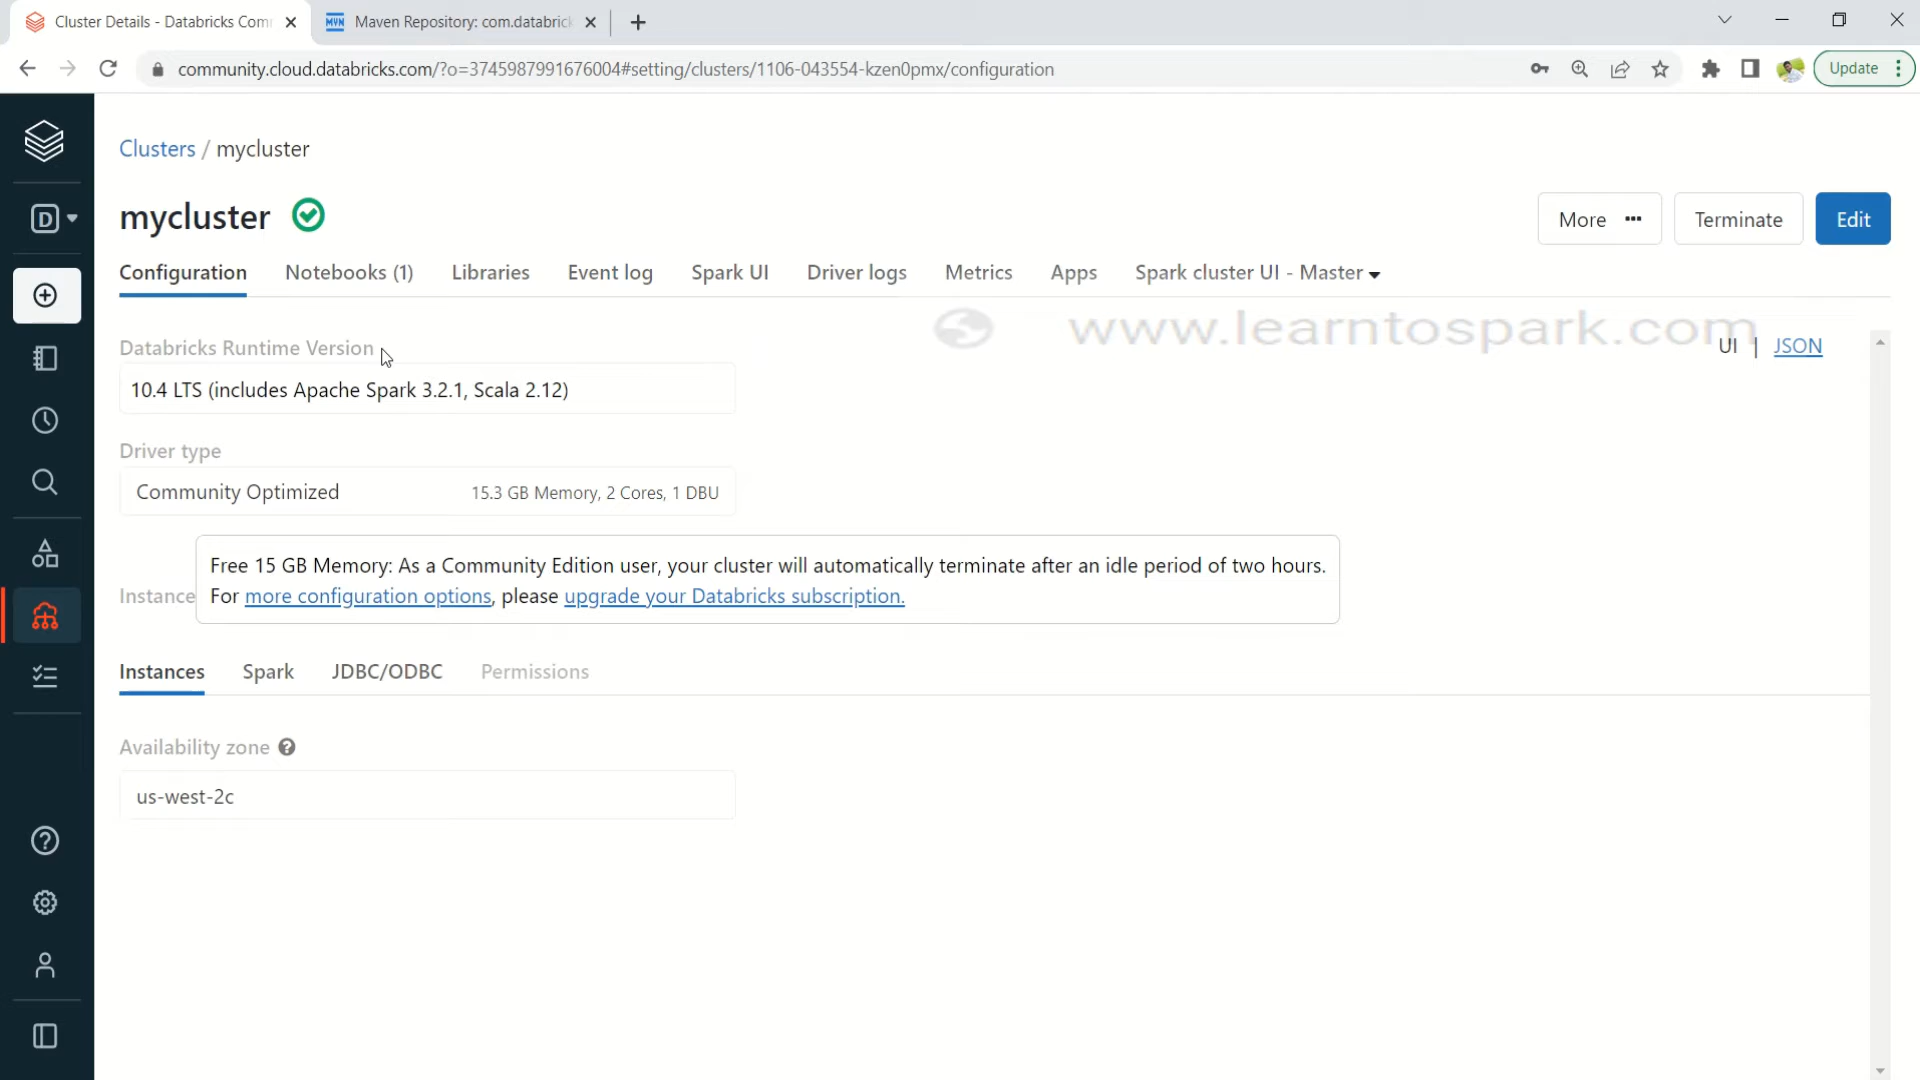 Cluster Details - Databricks Com
MVN Maven Repository: com.databrick
community.cloud.databricks.com/?o=3745987991676004#setting/clusters/1106-043554-kzen0pmx/configuration
Update
Clusters / mycluster
D
mycluster
More ••• Terminate Edit
Configuration Notebooks (1) Libraries Event log Spark UI Driver logs Metrics Apps Spark cluster UI - Master
www.learntospark.com
UI | JSON
Databricks Runtime Version
10.4 LTS (includes Apache Spark 3.2.1, Scala 2.12)
Driver type
Community Optimized 15.3 GB Memory, 2 Cores, 1 DBU
Instance
Free 15 GB Memory: As a Community Edition user, your cluster will automatically terminate after an idle period of two hours.
For more configuration options, please upgrade your Databricks subscription.
Instances Spark JDBC/ODBC Permissions
Availability zone ?
us-west-2c